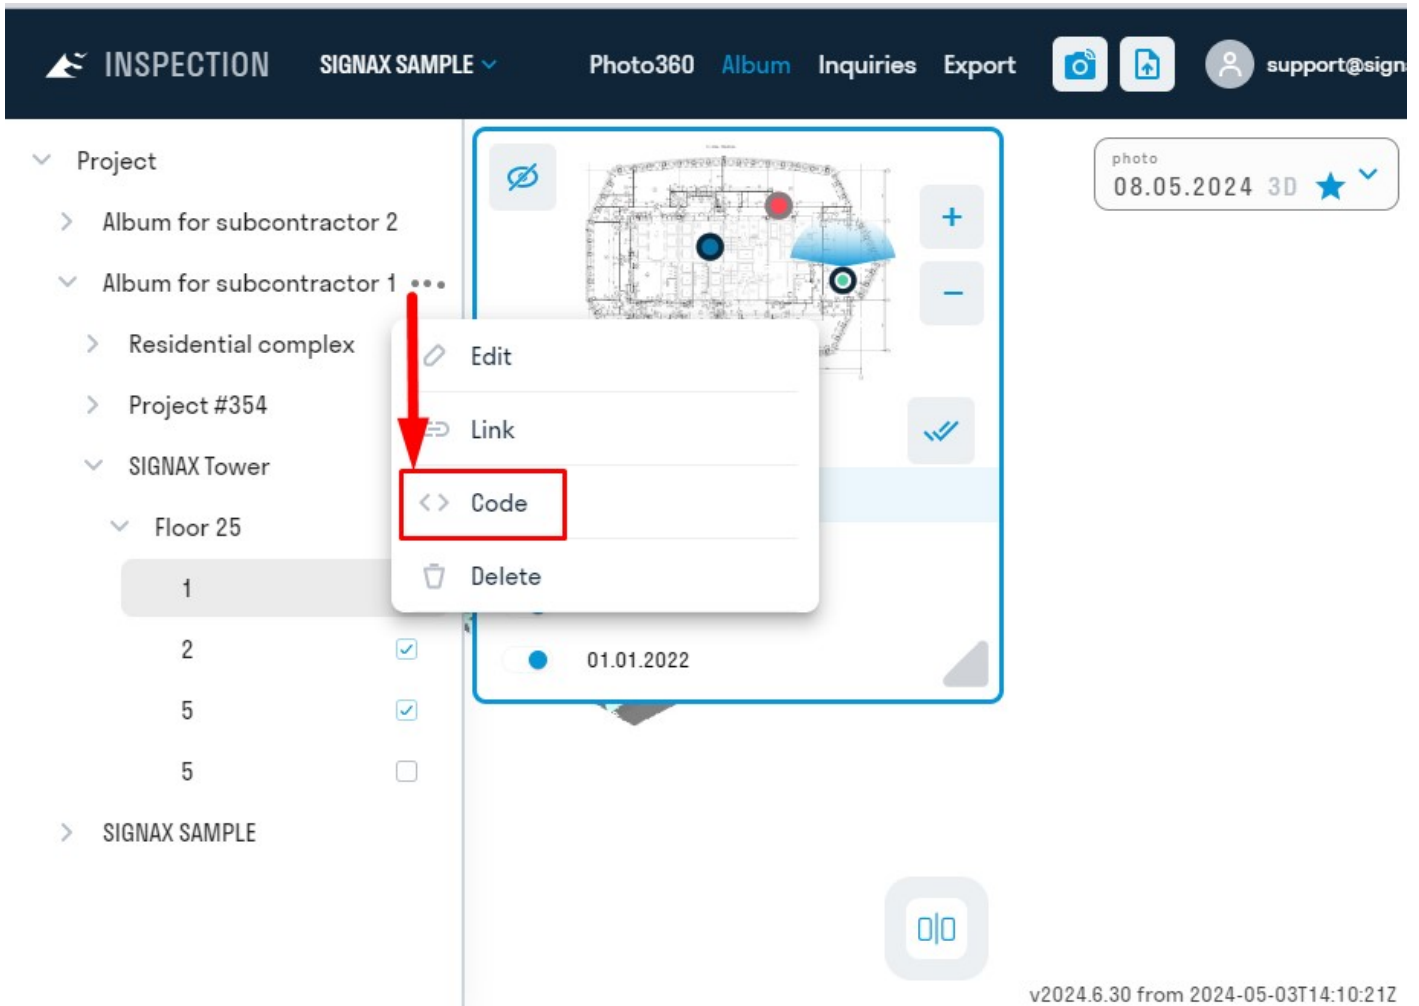 INSPECTION SIGNAX SAMPLE Photo360 Album Inquiries Export
Project
Album for subcontractor 2
Album for subcontractor 1
Residential complex
Project #354
SIGNAX Tower
Floor 25
1
2
5
5
SIGNAX SAMPLE
Edit
Link
Code
Delete
01.01.2022
photo
08.05.2024 3D
v2024.6.30 from 2024-05-03T14:10:21Z